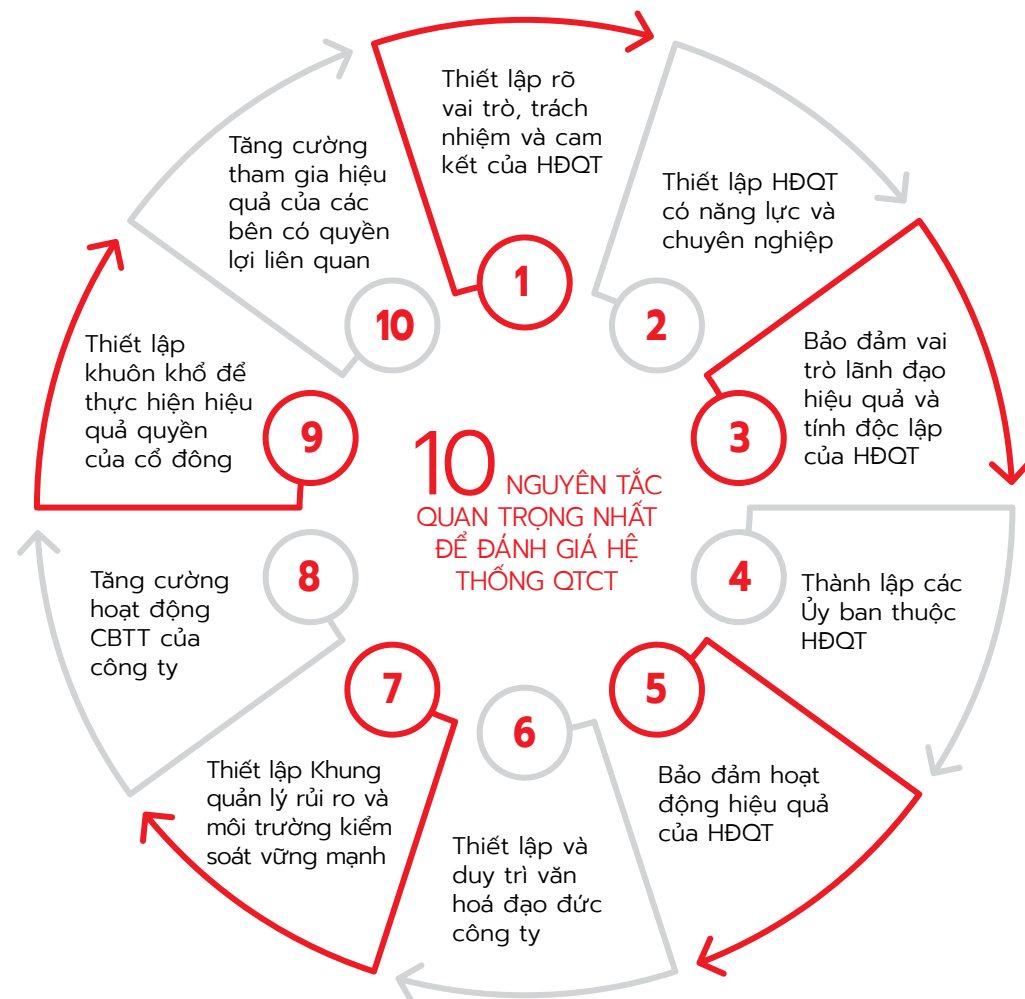 Thiết lập rõ
vai trò, trách
nhiệm và cam
kết của HĐQT
1
Thiết lập HĐQT
có năng lực và
chuyên nghiệp
2
Bảo đảm vai
trò lãnh đạo
hiệu quả và
tính độc lập
của HĐQT
3
Thành lập các
Ủy ban thuộc
HĐQT
4
Bảo đảm hoạt
động hiệu quả
của HĐQT
5
Thiết lập và
duy trì văn
hoá đạo đức
công ty
6
Thiết lập Khung
quản lý rủi ro và
môi trường kiểm
soát vững mạnh
7
Tăng cường
hoạt động
CBTT của
công ty
8
Thiết lập
khuôn khổ để
thực hiện hiệu
quả quyền
của cổ đông
9
Tăng cường
tham gia hiệu
quả của các
bên có quyền
lợi liên quan
10
10 NGUYÊN TẮC
QUAN TRỌNG NHẤT
ĐỂ ĐÁNH GIÁ HỆ
THỐNG QTCT